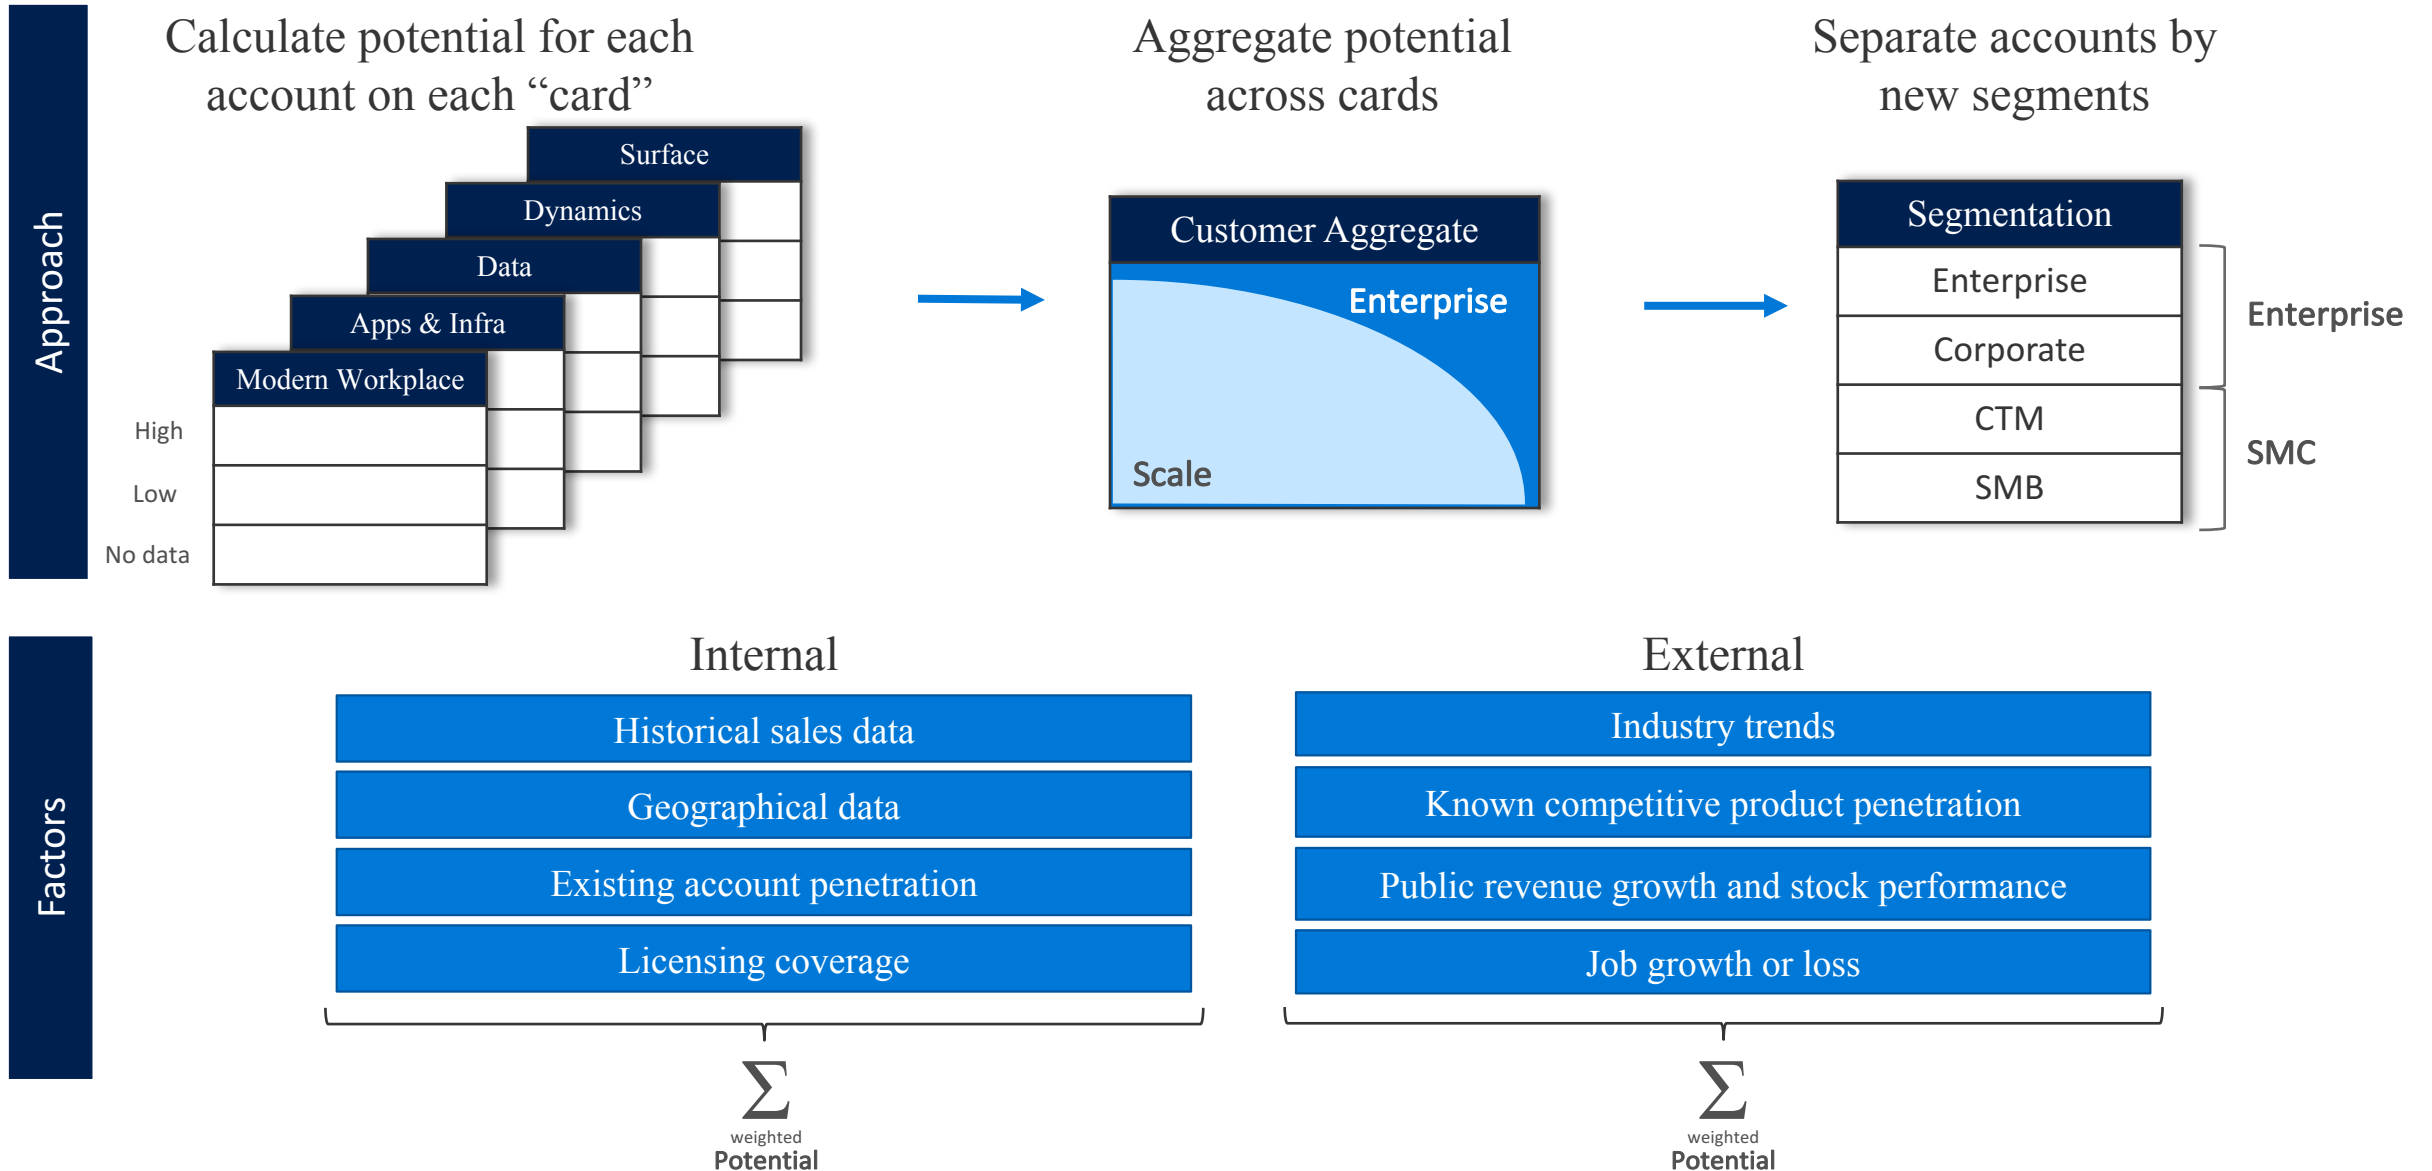 Approach
Calculate potential for each
account on each “card”
Surface
Dynamics
Data
Apps & Infra
Modern Workplace
High
Low
No data
Aggregate potential
across cards
Customer Aggregate
Enterprise
Scale
Separate accounts by
new segments
Segmentation
Enterprise
Corporate
CTM
SMB
Enterprise
SMC
Factors
Internal
Historical sales data
Geographical data
Existing account penetration
Licensing coverage
∑
weighted
Potential
External
Industry trends
Known competitive product penetration
Public revenue growth and stock performance
Job growth or loss
∑
weighted
Potential